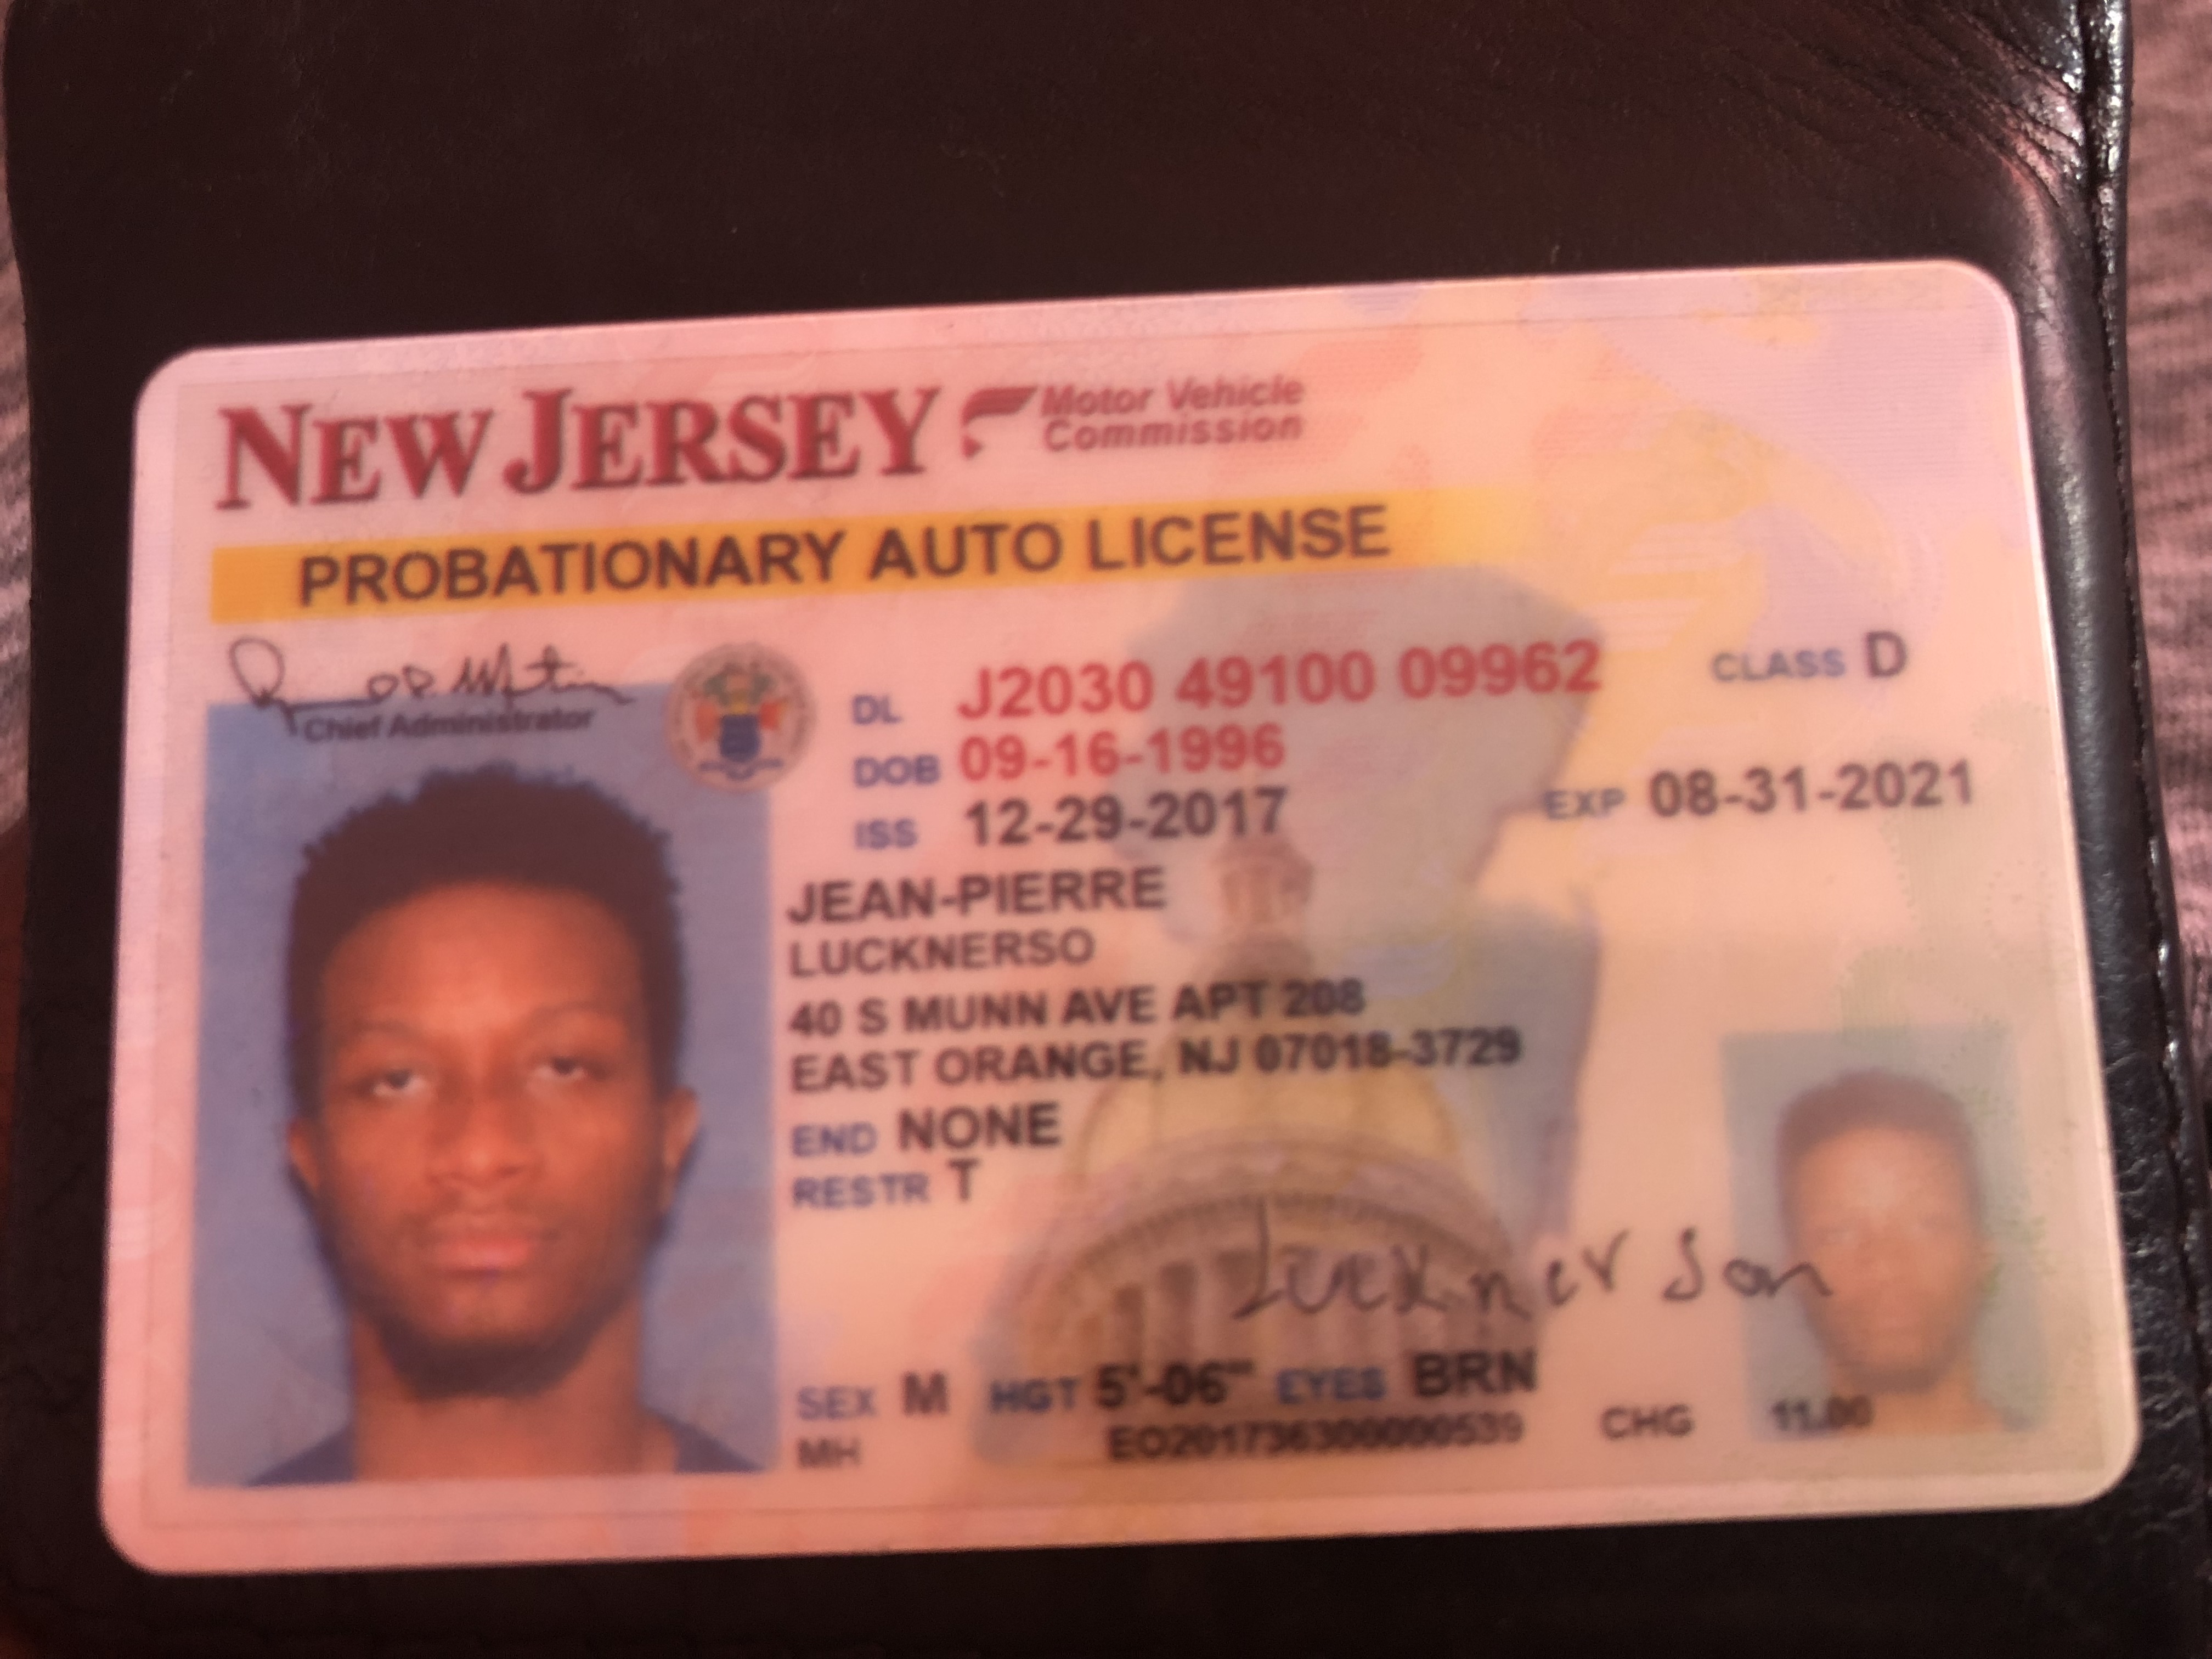 NEW JERSEY
Motor Vehicle
Commission
PROBATIONARY AUTO LICENSE
Chief Administrator
DL J2030 49100 09962 CLASS D
DOB 09-16-1996
ISS 12-29-2017 EXP 08-31-2021
JEAN-PIERRE
LUCKNERSO
40 S MUNN AVE APT 208
EAST ORANGE, NJ 07018-3729
END NONE
RESTR T
SEX M HGT 5'-06" EYES BRN
MH CHG 11.00